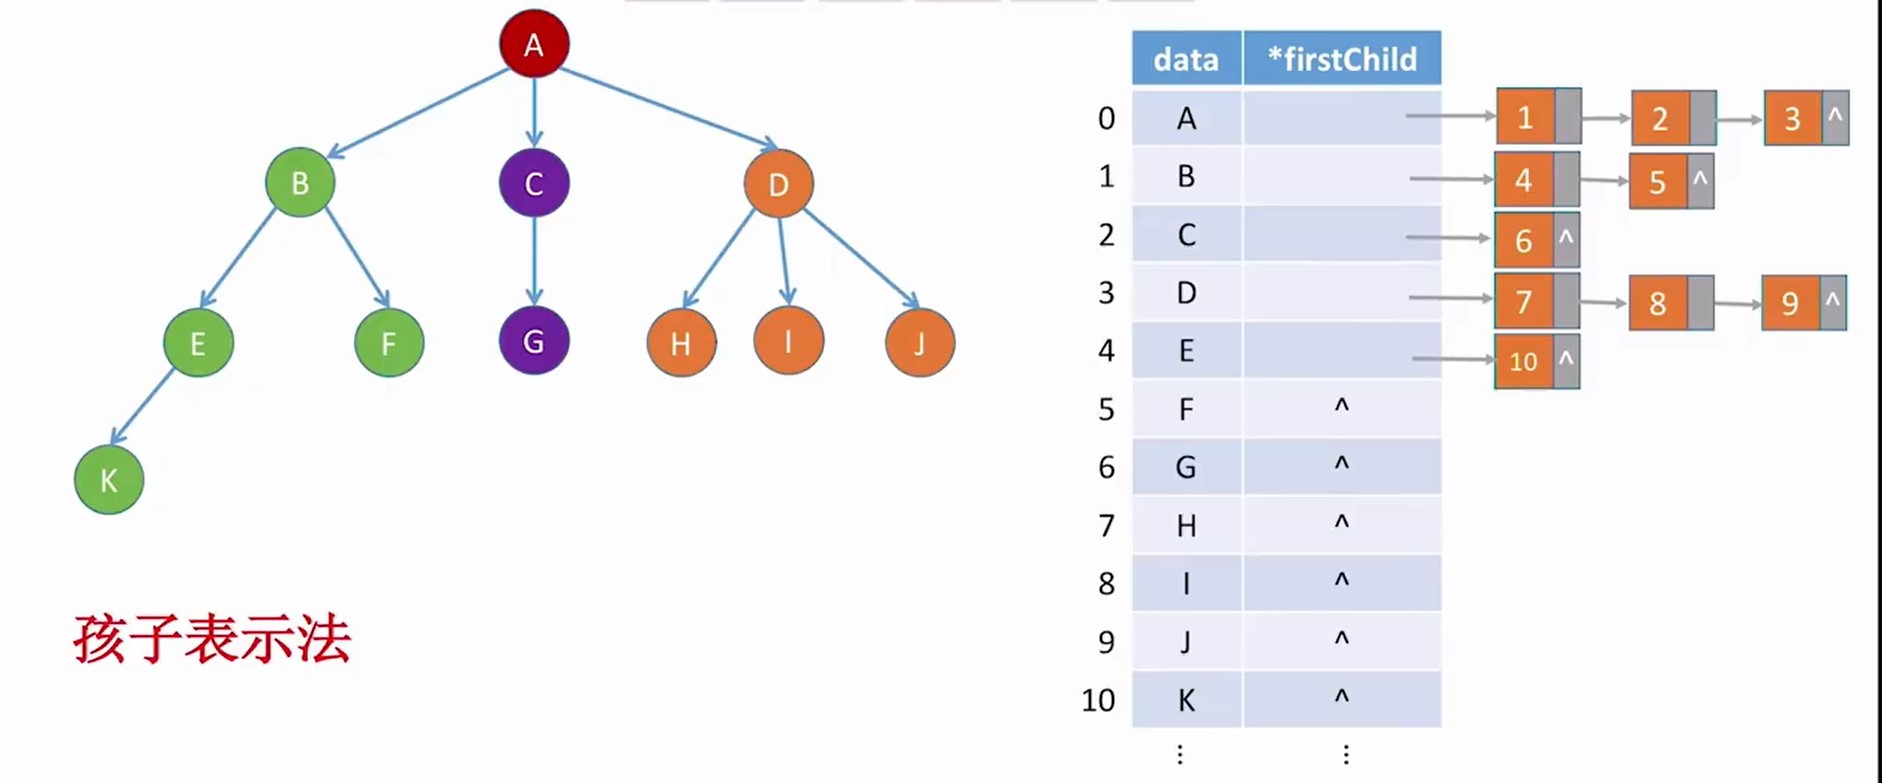 A
B C D
E F G H I J
K
孩子表示法
data *firstChild
0 A 1 2 3 ^
1 B 4 5 ^
2 C 6 ^
3 D 7 8 9 ^
4 E 10 ^
5 F ^
6 G ^
7 H ^
8 I ^
9 J ^
10 K ^
⋮ ⋮